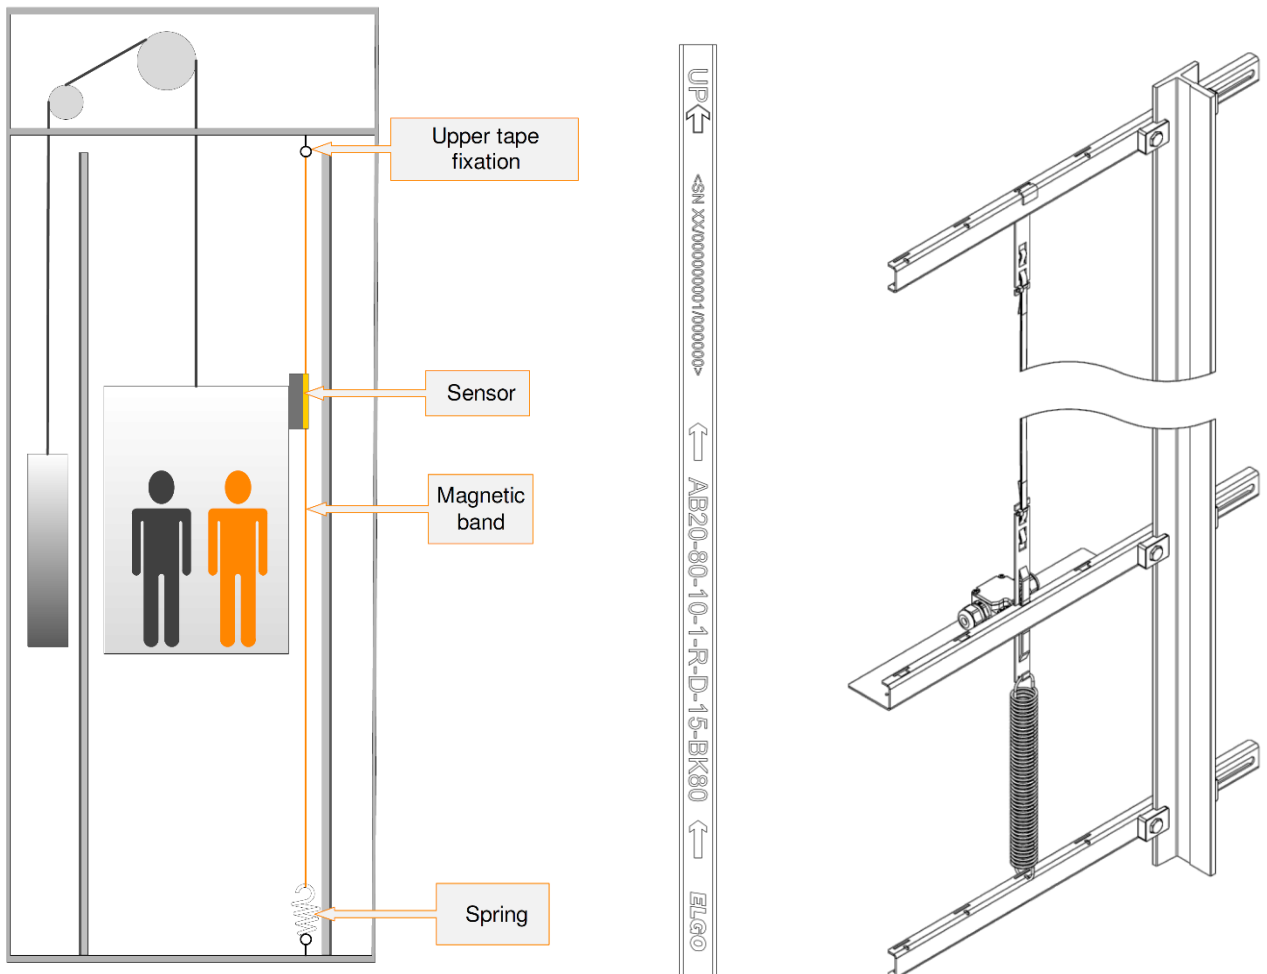 Upper tape
fixation
Sensor
Magnetic
band
Spring
UP
<SN XX/000000001/000000>
AB20-80-10-1-R-D-15-BK80
ELGO